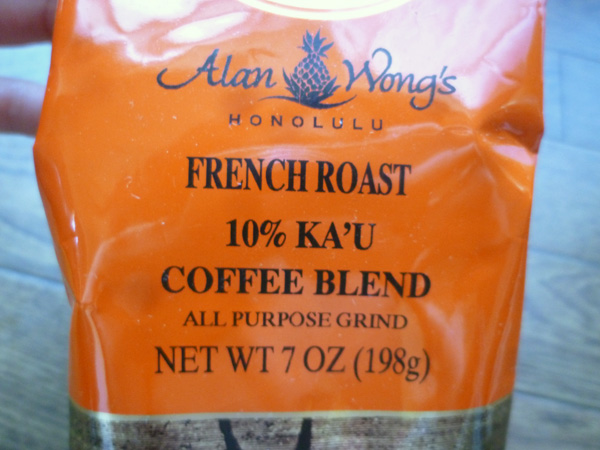 Alan Wong's
HONOLULU
FRENCH ROAST
10% KA'U
COFFEE BLEND
ALL PURPOSE GRIND
NET WT 7 OZ (198g)